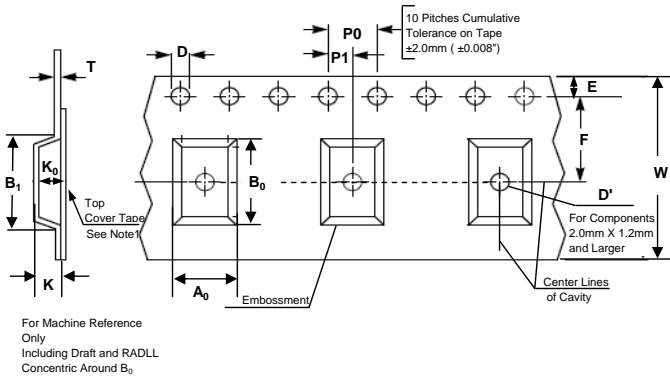 10 Pitches Cumulative
Tolerance on Tape
±2.0mm ( ±0.008")
P0
P1
D
T
E
F
W
K₀
B₁
B₀
D'
Top
Cover Tape
See Note1
For Components
2.0mm X 1.2mm
and Larger
K
A₀
Embossment
Center Lines
of Cavity
For Machine Reference
Only
Including Draft and RADLL
Concentric Around B₀